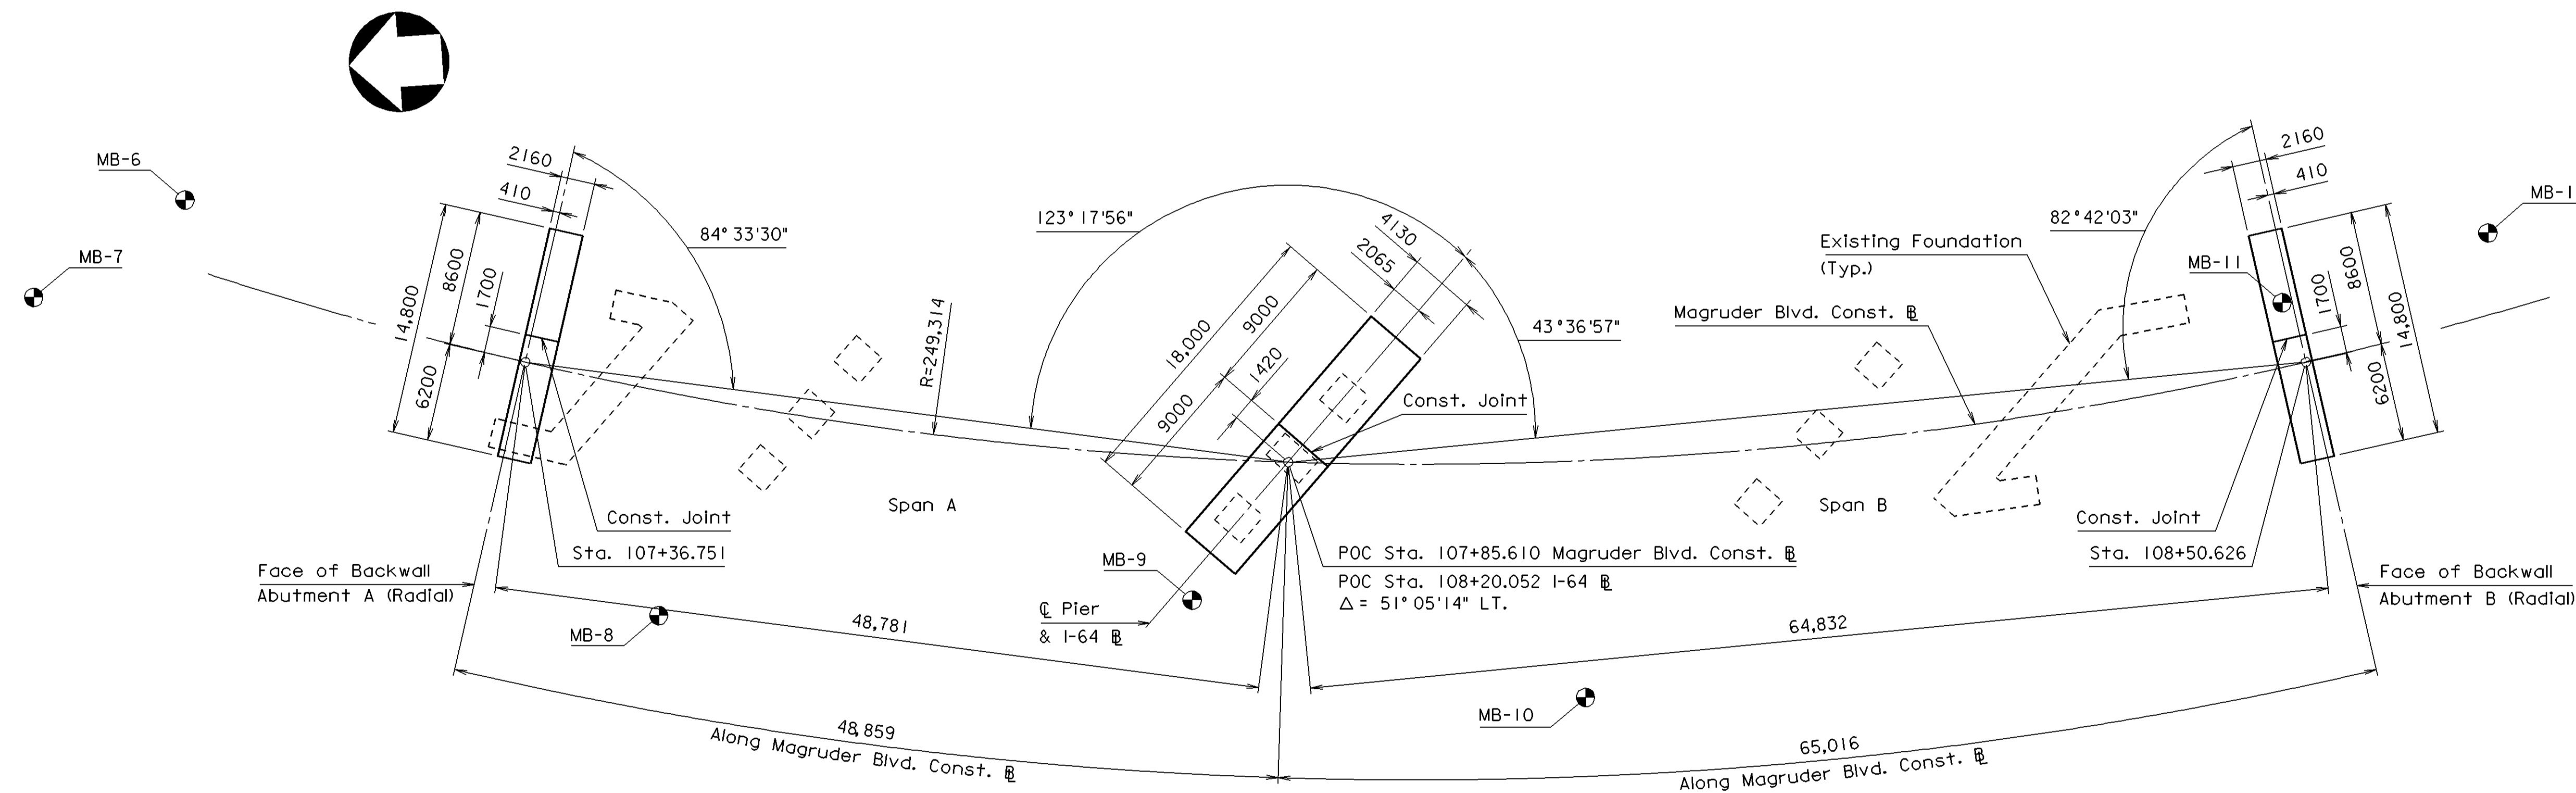 MB-6
MB-7
2160
410
14,800
8600
1700
6200
84°33'30"
Const. Joint
Sta. 107+36.751
Face of Backwall
Abutment A (Radial)
MB-8
Span A
R=249,314
123°17'56"
4130
2065
18,000
9000
1420
9000
Const. Joint
43°36'57"
MB-9
℄ Pier
& I-64 BL
POC Sta. 107+85.610 Magruder Blvd. Const. BL
POC Sta. 108+20.052 I-64 BL
Δ = 51°05'14" LT.
48,781
48,859
Along Magruder Blvd. Const. BL
Existing Foundation
(Typ.)
Magruder Blvd. Const. BL
82°42'03"
MB-11
2160
410
8600
1700
14,800
6200
MB-1
Span B
Const. Joint
Sta. 108+50.626
Face of Backwall
Abutment B (Radial)
64,832
MB-10
65,016
Along Magruder Blvd. Const. BL